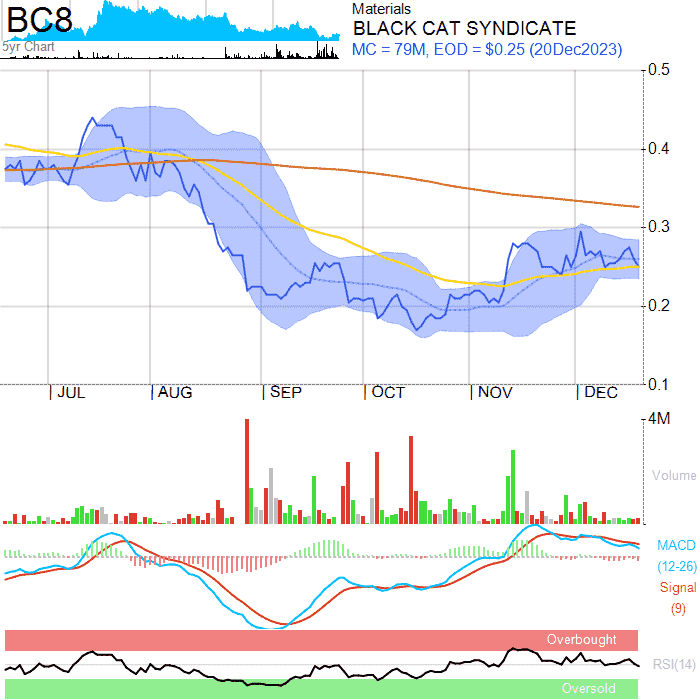 BC8
5yr Chart
Materials
BLACK CAT SYNDICATE
MC = 79M, EOD = $0.25 (20Dec2023)
0.5
0.4
0.3
0.2
0.1
JUL
AUG
SEP
OCT
NOV
DEC
4M
Volume
MACD
(12-26)
Signal
(9)
Overbought
RSI(14)
Oversold